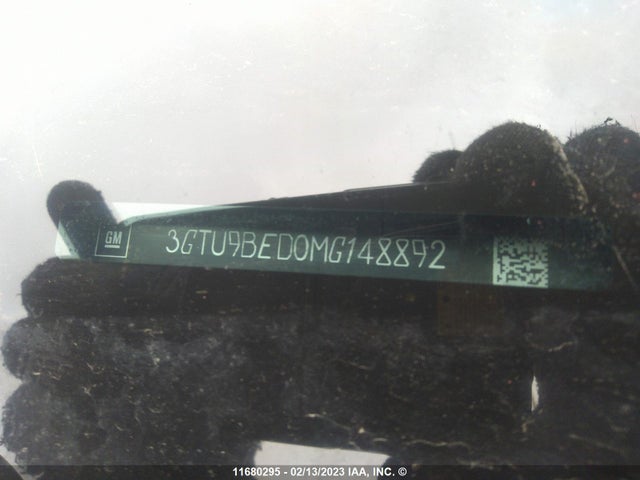 GM
3GTU9BED0MG148892
11680295 - 02/13/2023 IAA, INC. ©